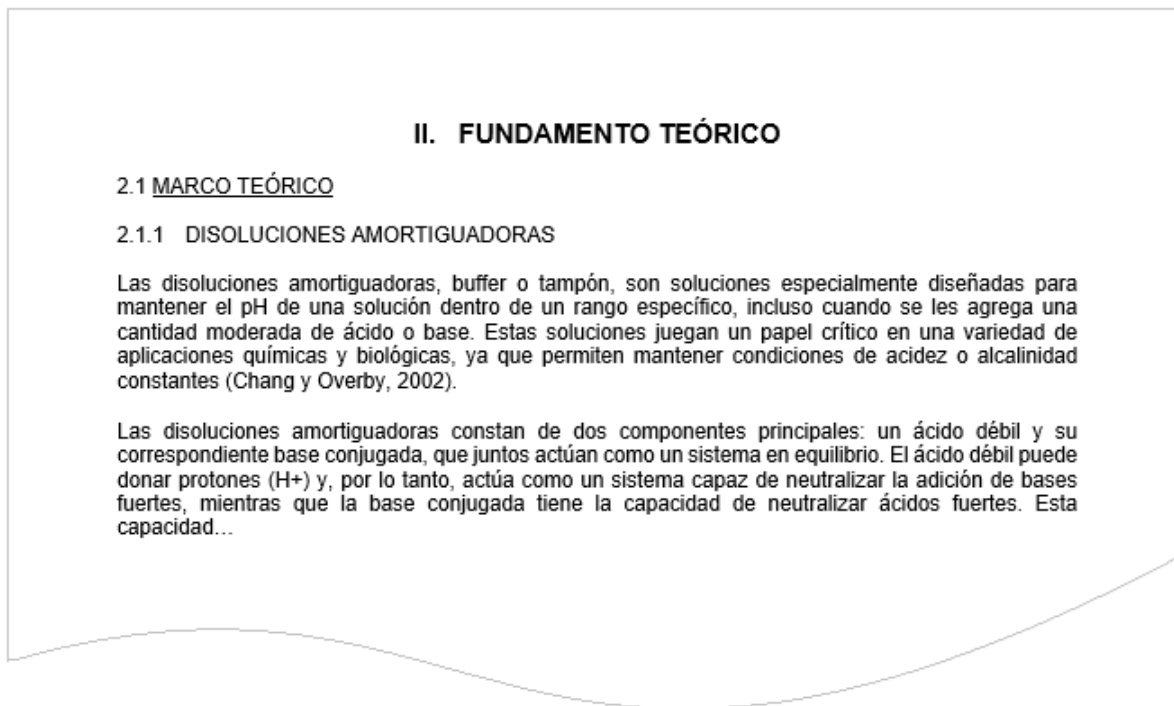 II. FUNDAMENTO TEÓRICO
2.1 MARCO TEÓRICO
2.1.1 DISOLUCIONES AMORTIGUADORAS
Las disoluciones amortiguadoras, buffer o tampón, son soluciones especialmente diseñadas para
mantener el pH de una solución dentro de un rango específico, incluso cuando se les agrega una
cantidad moderada de ácido o base. Estas soluciones juegan un papel crítico en una variedad de
aplicaciones químicas y biológicas, ya que permiten mantener condiciones de acidez o alcalinidad
constantes (Chang y Overby, 2002).
Las disoluciones amortiguadoras constan de dos componentes principales: un ácido débil y su
correspondiente base conjugada, que juntos actúan como un sistema en equilibrio. El ácido débil puede
donar protones (H+) y, por lo tanto, actúa como un sistema capaz de neutralizar la adición de bases
fuertes, mientras que la base conjugada tiene la capacidad de neutralizar ácidos fuertes. Esta
capacidad…